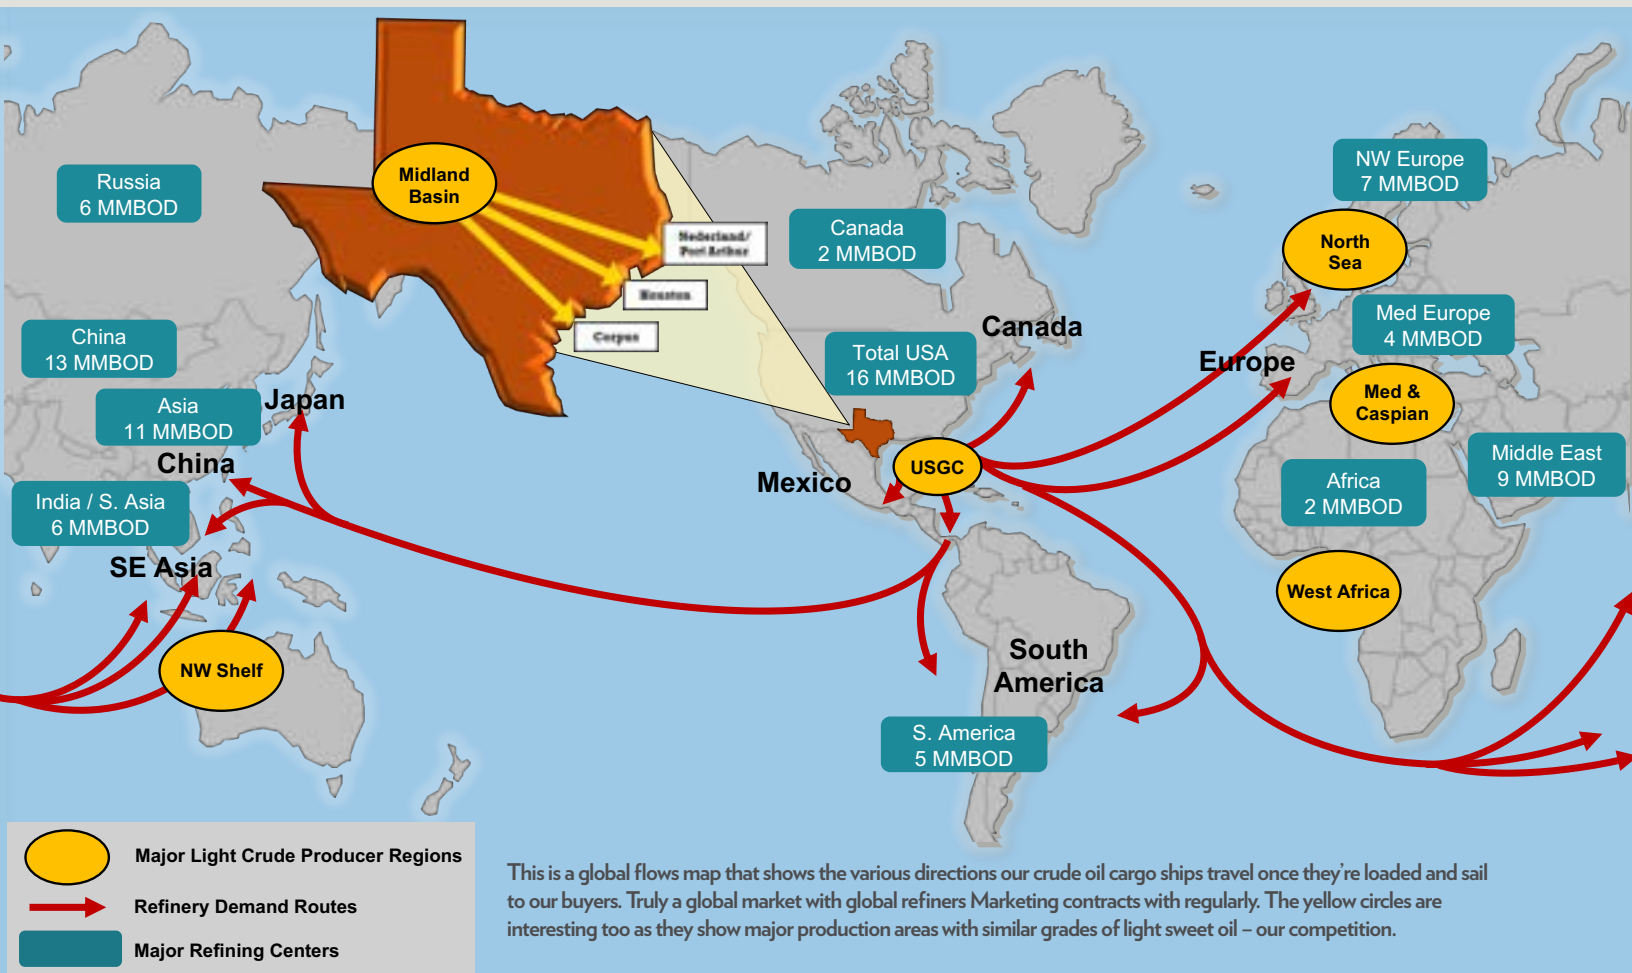 Midland
Basin
Nederland/
Port Arthur
Houston
Corpus
Russia
6 MMBOD
China
13 MMBOD
Asia
11 MMBOD
Japan
China
India / S. Asia
6 MMBOD
SE Asia
NW Shelf
Canada
2 MMBOD
Total USA
16 MMBOD
Canada
Mexico
USGC
South
America
S. America
5 MMBOD
NW Europe
7 MMBOD
North
Sea
Med Europe
4 MMBOD
Europe
Med &
Caspian
Middle East
9 MMBOD
Africa
2 MMBOD
West Africa
Major Light Crude Producer Regions
Refinery Demand Routes
Major Refining Centers
This is a global flows map that shows the various directions our crude oil cargo ships travel once they’re loaded and sail
to our buyers. Truly a global market with global refiners Marketing contracts with regularly. The yellow circles are
interesting too as they show major production areas with similar grades of light sweet oil – our competition.